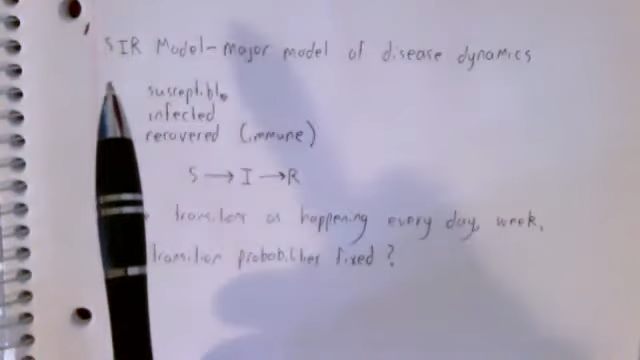 SIR Model - major model of disease dynamics
susceptible
infected
recovered (immune)
S → I → R
transitions as happening every day, week,
transition probabilities fixed?